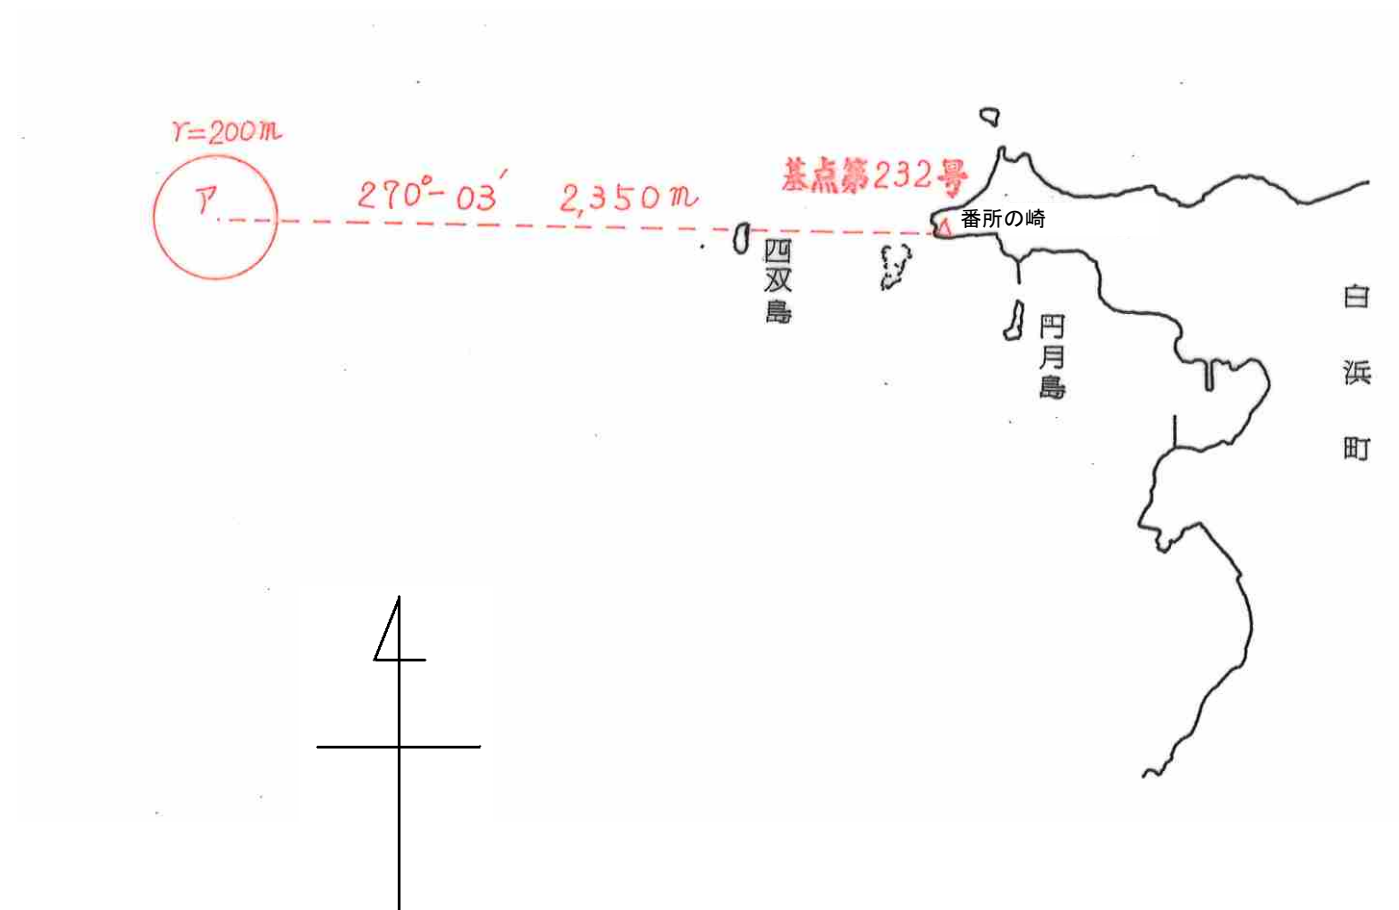 r=200m
ア
270°-03′ 2,350m
基点第232号
番所の崎
四双島
円月島
白浜町